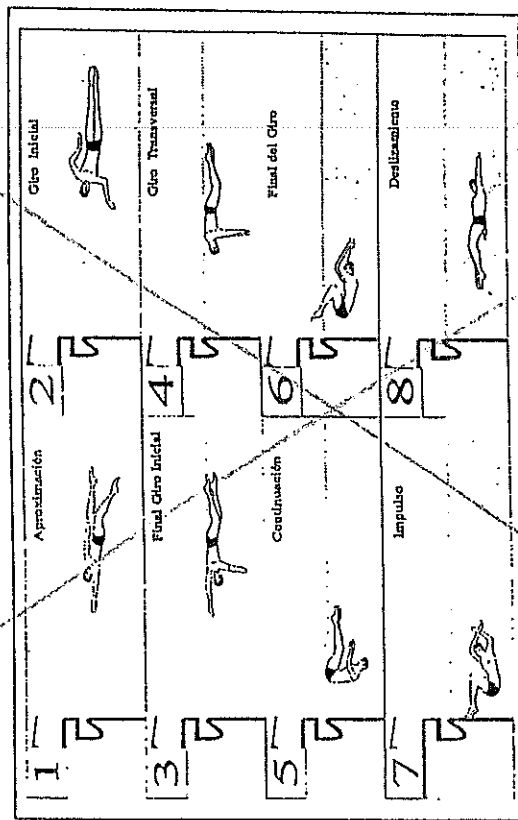 1
Aproximación
2
Giro Inicial
3
Final Giro Inicial
4
Giro Transversal
5
Continuación
6
Final del Giro
7
Impulso
8
Deslizamiento